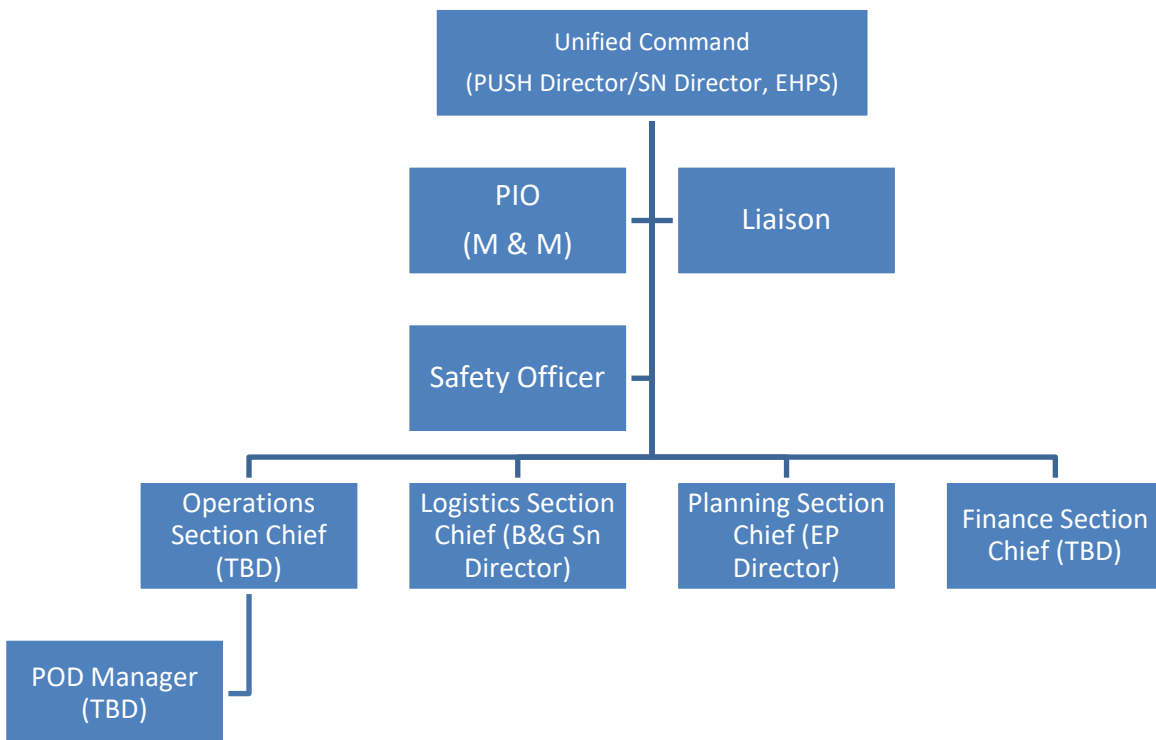 Unified Command
(PUSH Director/SN Director, EHPS)
PIO
(M & M)
Liaison
Safety Officer
Operations
Section Chief
(TBD)
Logistics Section
Chief (B&G Sn
Director)
Planning Section
Chief (EP
Director)
Finance Section
Chief (TBD)
POD Manager
(TBD)